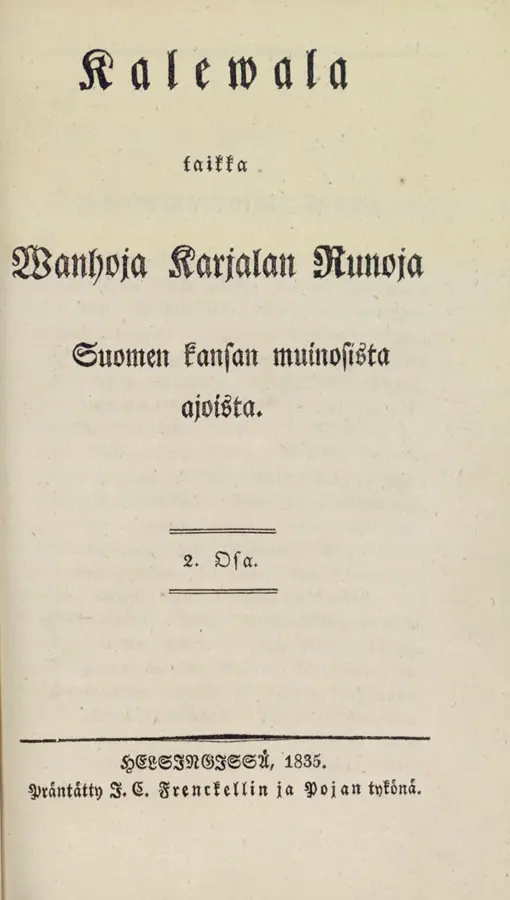 Kalewala
taikka
Wanhoja Karjalan Runoja
Suomen kansan muinosista
ajoista.
2. Osa.
HELSINGISSÄ, 1835.
Präntätty J. C. Frenckellin ja Pojan tykönä.